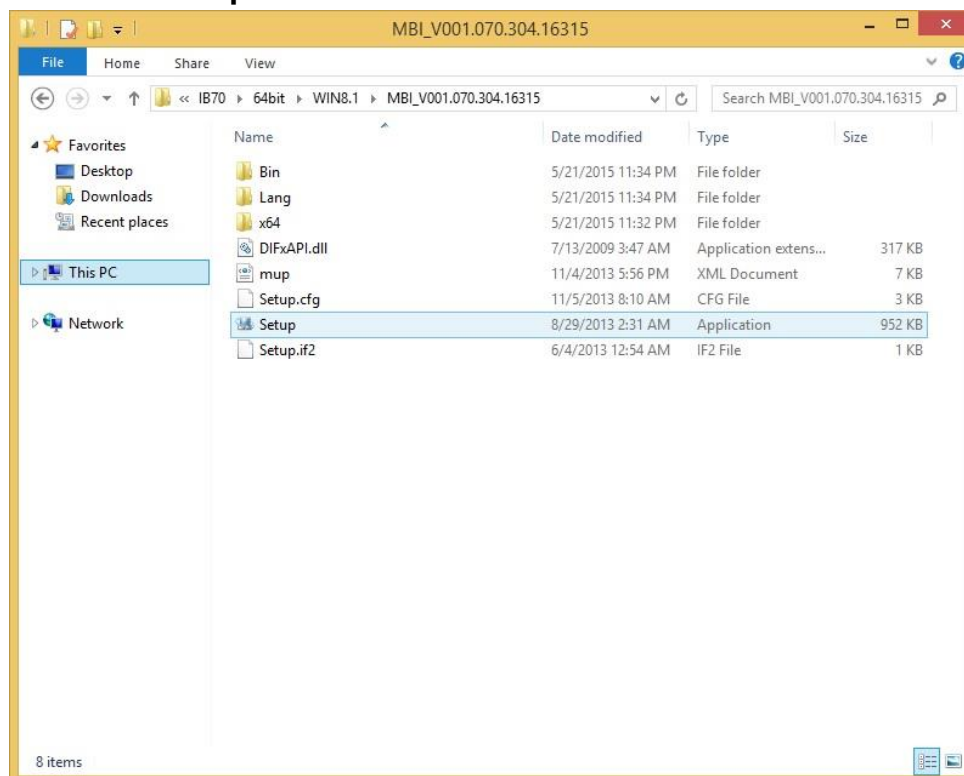 MBI_V001.070.304.16315
File Home Share View
« IB70 64bit WIN8.1 MBI_V001.070.304.16315 Search MBI_V001.070.304.16315
Name Date modified Type Size
Favorites
Desktop
Downloads
Recent places
This PC
Network
Bin 5/21/2015 11:34 PM File folder
Lang 5/21/2015 11:34 PM File folder
x64 5/21/2015 11:32 PM File folder
DIFxAPI.dll 7/13/2009 3:47 AM Application extens... 317 KB
mup 11/4/2013 5:56 PM XML Document 7 KB
Setup.cfg 11/5/2013 8:10 AM CFG File 3 KB
Setup 8/29/2013 2:31 AM Application 952 KB
Setup.if2 6/4/2013 12:54 AM IF2 File 1 KB
8 items